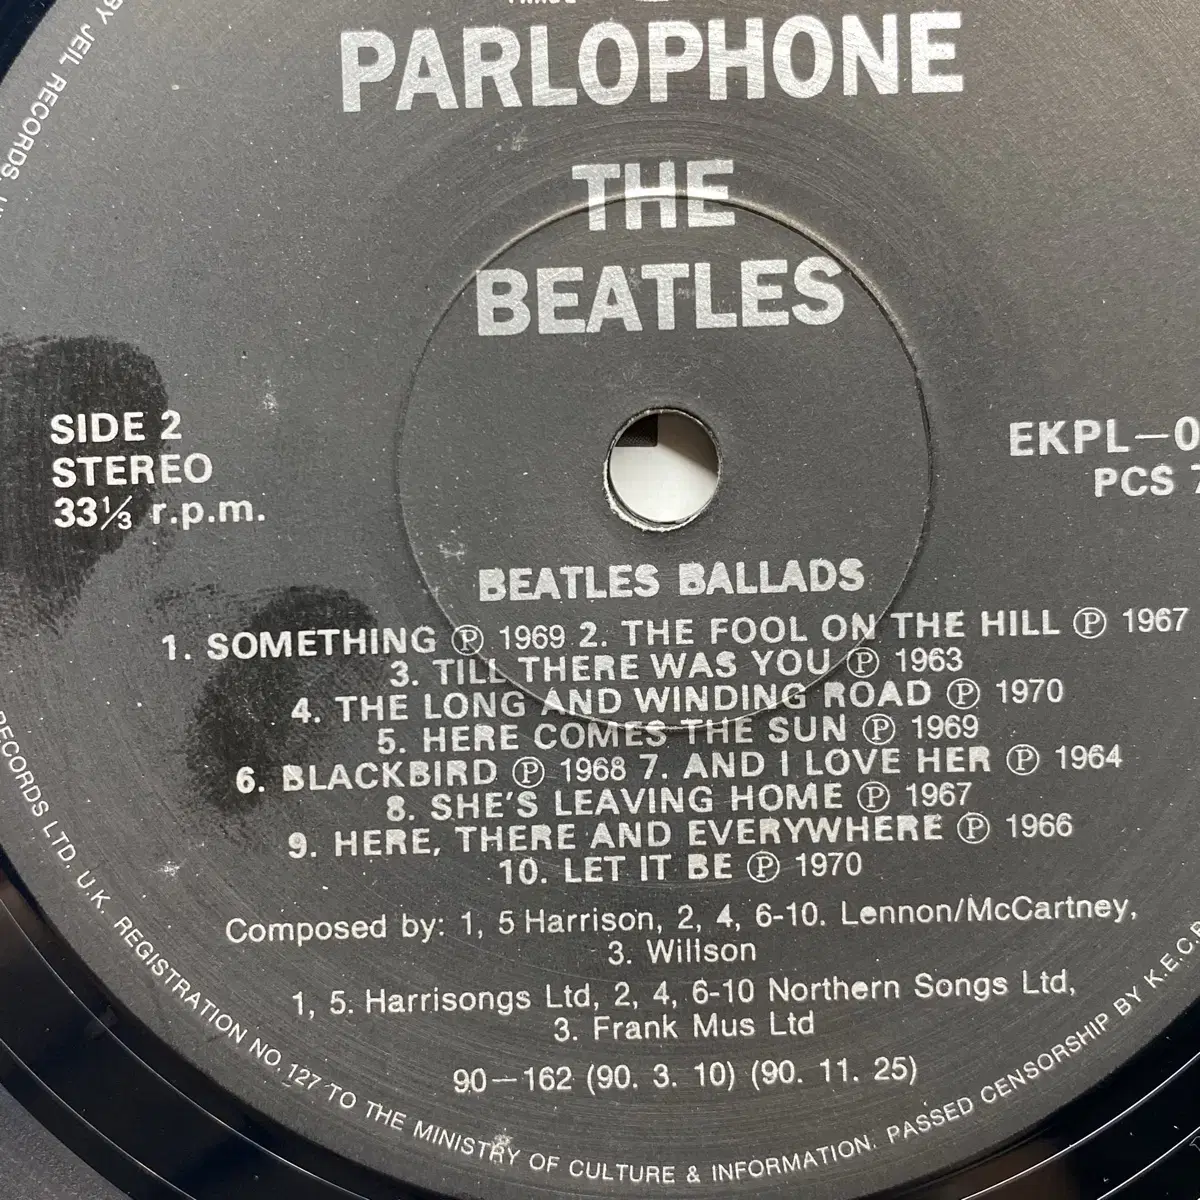 PARLOPHONE
THE
BEATLES
SIDE 2
STEREO
33⅓ r.p.m.
EKPL—0
PCS 7
BEATLES BALLADS
1. SOMETHING Ⓟ 1969 2. THE FOOL ON THE HILL Ⓟ 1967
3. TILL THERE WAS YOU Ⓟ 1963
4. THE LONG AND WINDING ROAD Ⓟ 1970
5. HERE COMES THE SUN Ⓟ 1969
6. BLACKBIRD Ⓟ 1968 7. AND I LOVE HER Ⓟ 1964
8. SHE'S LEAVING HOME Ⓟ 1967
9. HERE, THERE AND EVERYWHERE Ⓟ 1966
10. LET IT BE Ⓟ 1970
Composed by: 1, 5 Harrison, 2, 4, 6-10. Lennon/McCartney,
3. Willson
1, 5. Harrisongs Ltd, 2, 4, 6-10 Northern Songs Ltd,
3. Frank Mus Ltd
90—162 (90. 3. 10) (90. 11. 25)
BY JEIL RECORDS,
RECORDS LTD. U.K. REGISTRATION NO. 127 TO THE MINISTRY OF CULTURE & INFORMATION. PASSED CENSORSHIP BY K.E.C.